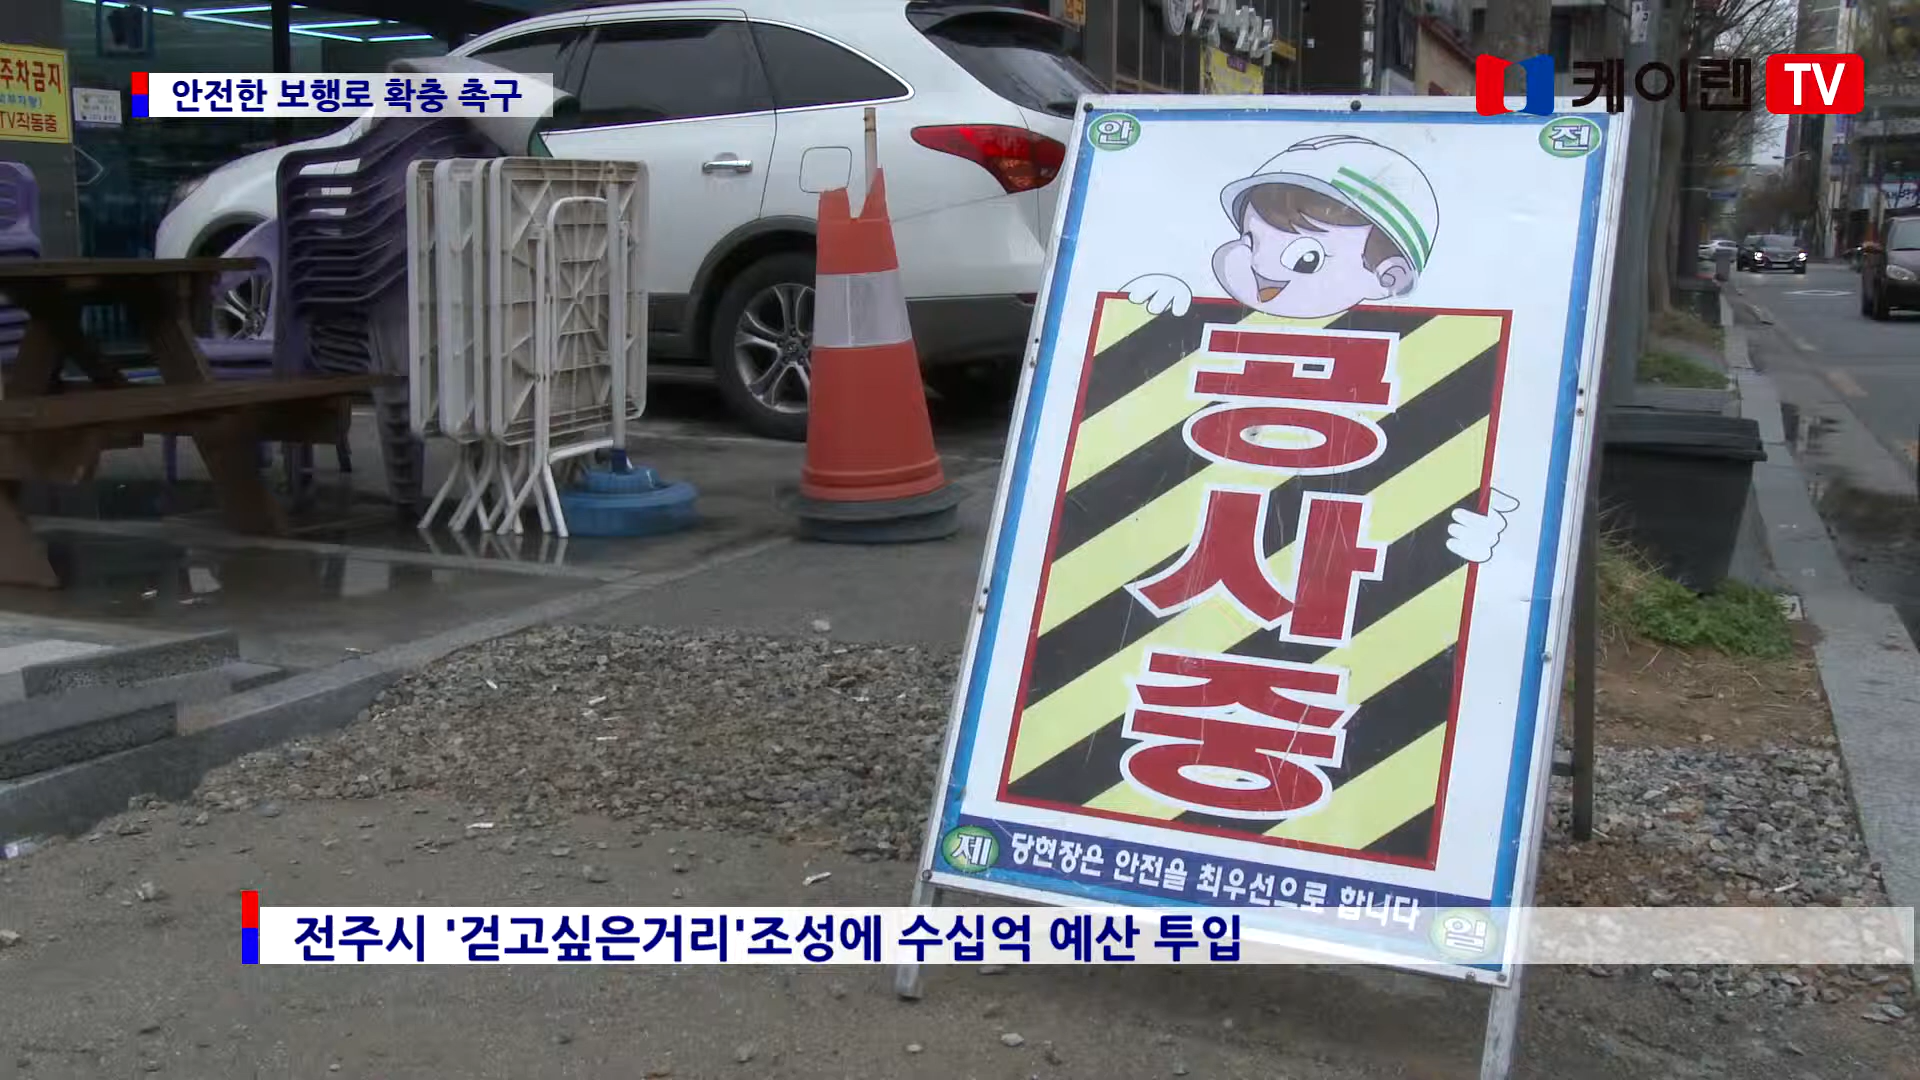 주차금지
TV작동중
안전한 보행로 확충 촉구
케이랜 TV
안 전
공사중
제 당현장은 안전을 최우선으로 합니다 일
전주시 '걷고싶은거리'조성에 수십억 예산 투입